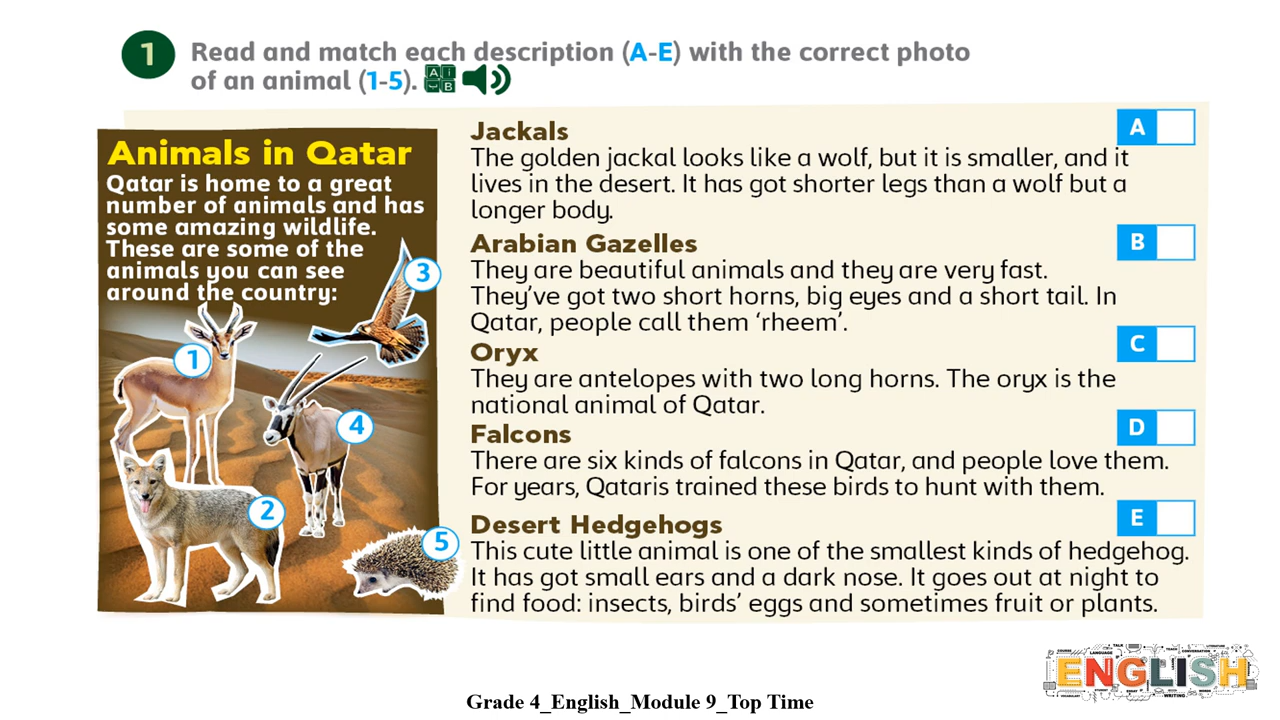 1
Read and match each description (A-E) with the correct photo
of an animal (1-5).
Animals in Qatar
Qatar is home to a great
number of animals and has
some amazing wildlife.
These are some of the
animals you can see
around the country:
3
1
4
2
5
Jackals
A
The golden jackal looks like a wolf, but it is smaller, and it
lives in the desert. It has got shorter legs than a wolf but a
longer body.
Arabian Gazelles
B
They are beautiful animals and they are very fast.
They’ve got two short horns, big eyes and a short tail. In
Qatar, people call them ‘rheem’.
Oryx
C
They are antelopes with two long horns. The oryx is the
national animal of Qatar.
Falcons
D
There are six kinds of falcons in Qatar, and people love them.
For years, Qataris trained these birds to hunt with them.
Desert Hedgehogs
E
This cute little animal is one of the smallest kinds of hedgehog.
It has got small ears and a dark nose. It goes out at night to
find food: insects, birds’ eggs and sometimes fruit or plants.
ENGLISH
Grade 4_English_Module 9_Top Time